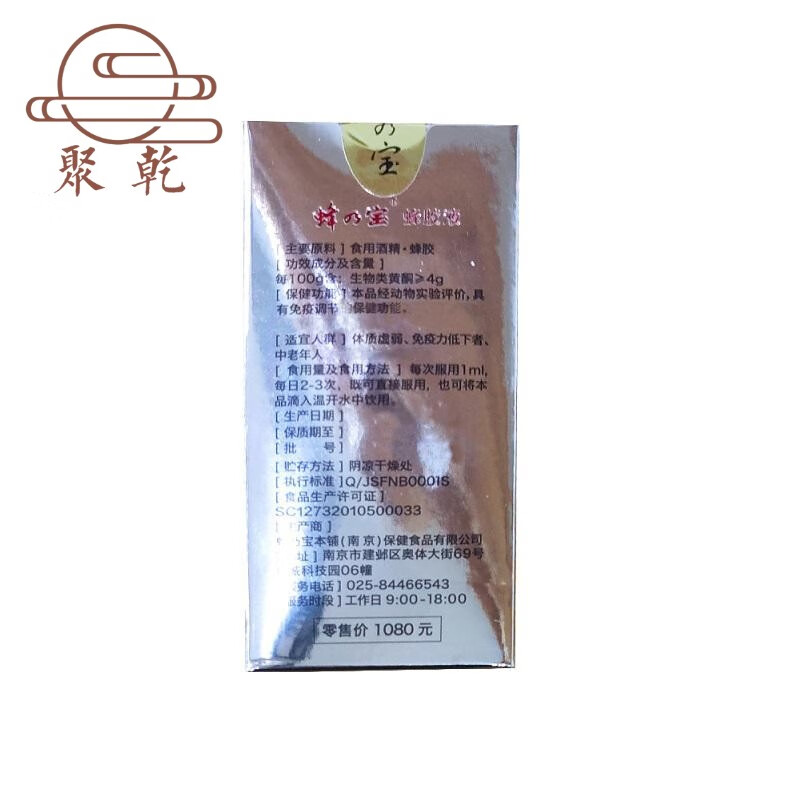 聚乾
乃
宝
蜂乃宝 蜂胶液
[ 主要原料 ] 食用酒精·蜂胶
[ 功效成分及含量 ]
每100g含：生物类黄酮≥4g
[ 保健功能 ] 本品经动物实验评价,具
有免疫调节的保健功能。
[ 适宜人群 ] 体质虚弱、免疫力低下者、
中老年人
[ 食用量及食用方法 ] 每次服用1ml,
每日2-3次，既可直接服用，也可将本
品滴入温开水中饮用。
[ 生产日期 ]
[ 保质期至 ]
[ 批 号 ]
[ 贮存方法 ] 阴凉干燥处
[ 执行标准 ]Q/JSFNB0001S
[ 食品生产许可证 ]
SC12732010500033
[ 生产商 ]
蜂乃宝本铺(南京)保健食品有限公司
址 ] 南京市建邺区奥体大街69号
科技园06幢
务电话 ] 025-84466543
服务时段 ] 工作日 9:00-18:00
零售价 1080 元